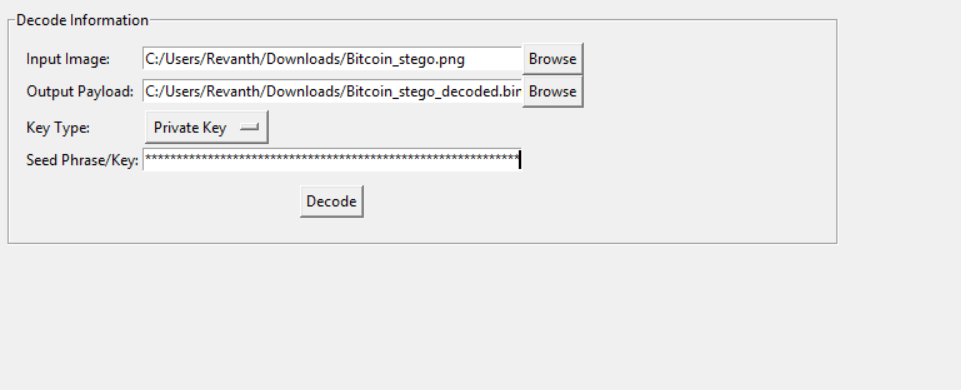 Decode Information
Input Image: C:/Users/Revanth/Downloads/Bitcoin_stego.png Browse
Output Payload: C:/Users/Revanth/Downloads/Bitcoin_stego_decoded.bin Browse
Key Type: Private Key
Seed Phrase/Key: ****************************************************************
Decode